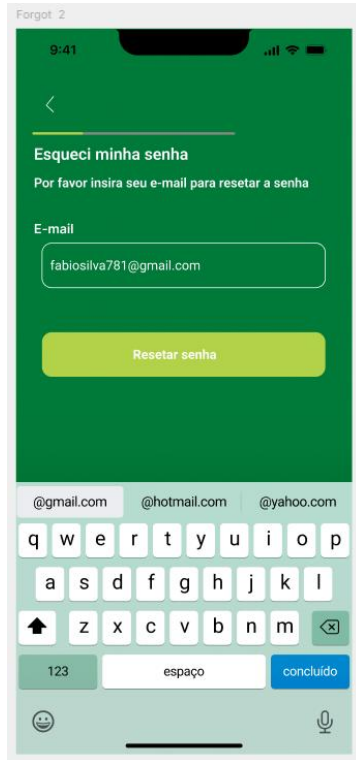 Forgot 2
9:41
Esqueci minha senha
Por favor insira seu e-mail para resetar a senha
E-mail
fabiosilva781@gmail.com
Resetar senha
@gmail.com @hotmail.com @yahoo.com
q w e r t y u i o p
a s d f g h j k l
z x c v b n m
123 espaço concluído